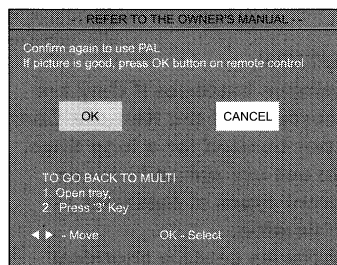 - - REFER TO THE OWNER'S MANUAL - -
Confirm again to use PAL
If picture is good, press OK button on remote control
OK
CANCEL
TO GO BACK TO MULTI
1. Open tray,
2. Press '3' Key
◄ ► - Move
OK - Select